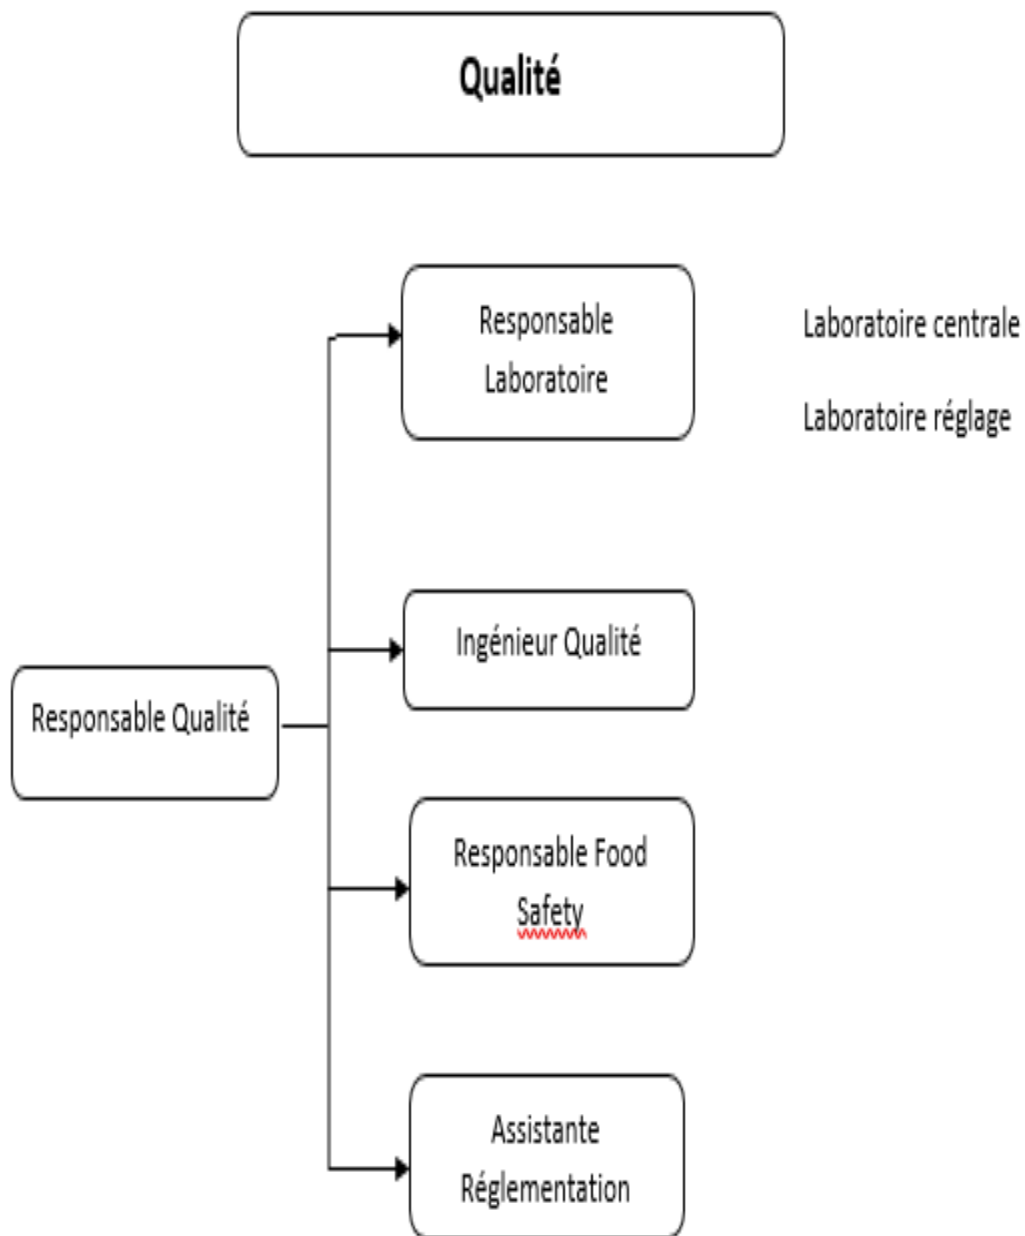 Qualité
Responsable
Laboratoire
Laboratoire centrale
Laboratoire réglage
Ingénieur Qualité
Responsable Qualité
Responsable Food
Safety
Assistante
Réglementation